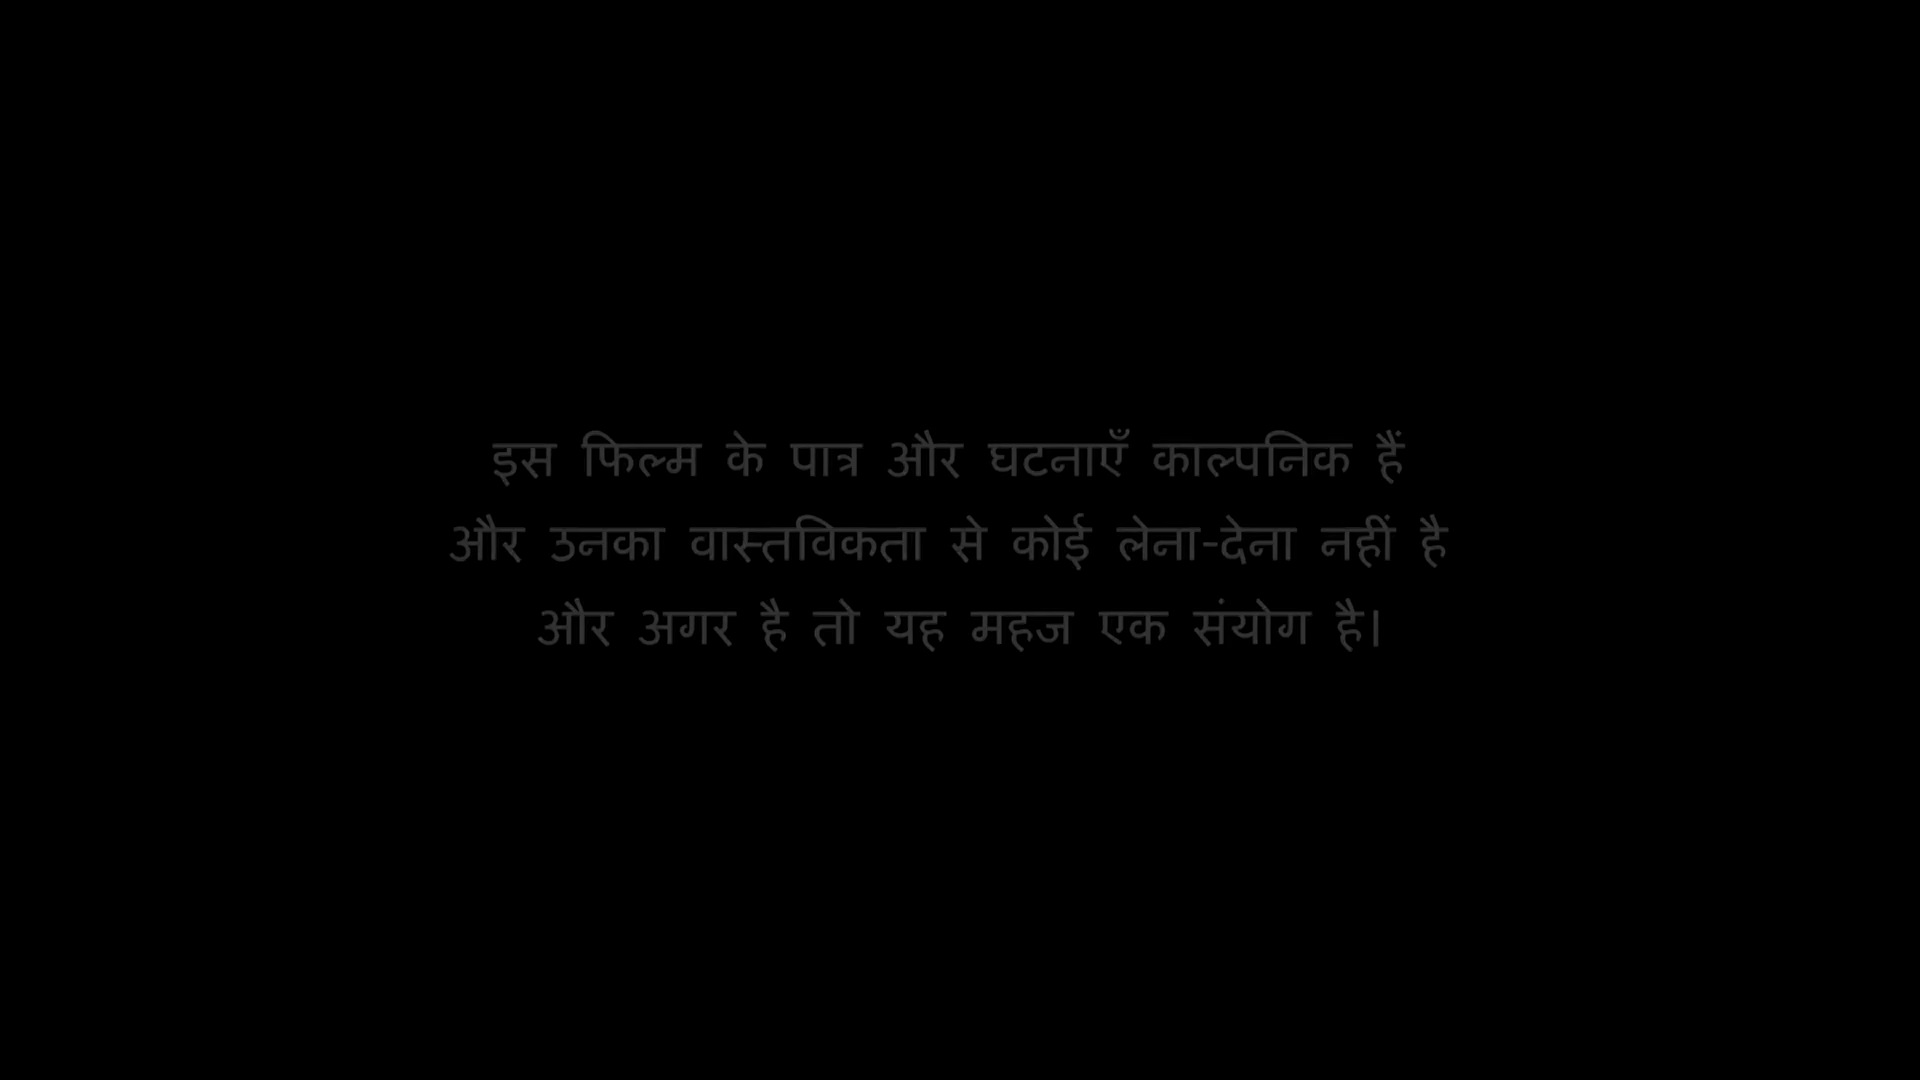 इस फिल्म के पात्र और घटनाएँ काल्पनिक हैं
और उनका वास्तविकता से कोई लेना-देना नहीं है
और अगर है तो यह महज एक संयोग है।